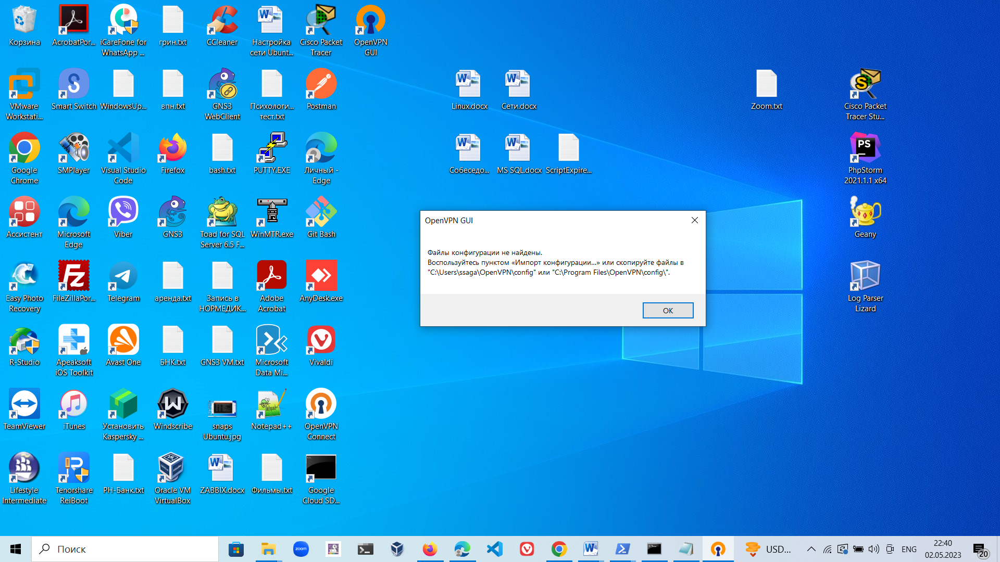 Корзина
AcrobatPor...
iCareFone for
WhatsApp ...
грин.txt
CCleaner
Настройка
сети Ubunt...
Cisco Packet
Tracer
OpenVPN
GUI
VMware
Workstati...
Smart Switch
WindowsUp...
впн.txt
GNS3
WebClient
Психологи...
тест.txt
Postman
Linux.docx
Сети.docx
Zoom.txt
Cisco Packet
Tracer Stu...
Google
Chrome
SMPlayer
Visual Studio
Code
Firefox
bash.txt
PUTTY.EXE
Личный -
Edge
Собеседо...
MS SQL.docx
ScriptExpire...
PS
PhpStorm
2021.1.1 x64
Ассистент
Microsoft
Edge
Viber
GNS3
Toad for SQL
Server 6.5 F...
WinMTR.exe
Git Bash
Geany
OpenVPN GUI
Файлы конфигурации не найдены.
Воспользуйтесь пунктом «Импорт конфигурации…» или скопируйте файлы в
"C:\Users\ssaga\OpenVPN\config" или "C:\Program Files\OpenVPN\config\".
OK
Easy Photo
Recovery
FileZillaPor...
Telegram
аренда.txt
Запись в
НОРМЕДИК...
Adobe
Acrobat
AnyDesk.exe
Log Parser
Lizard
R-Studio
Apeaksoft
iOS Toolkit
Avast One
БНК.txt
GNS3 VM.txt
Microsoft
Data Mi...
Vivaldi
TeamViewer
iTunes
Установить
Kaspersky ...
Windscribe
snaps
Ubuntu.jpg
Notepad++
OpenVPN
Connect
Lifestyle
Intermediate
Tenorshare
ReiBoot
РН-Банк.txt
Oracle VM
VirtualBox
ZABBIX.docx
Фильмы.txt
Google
Cloud SD...
Поиск
zoom
USD...
ENG
22:40
02.05.2023
20